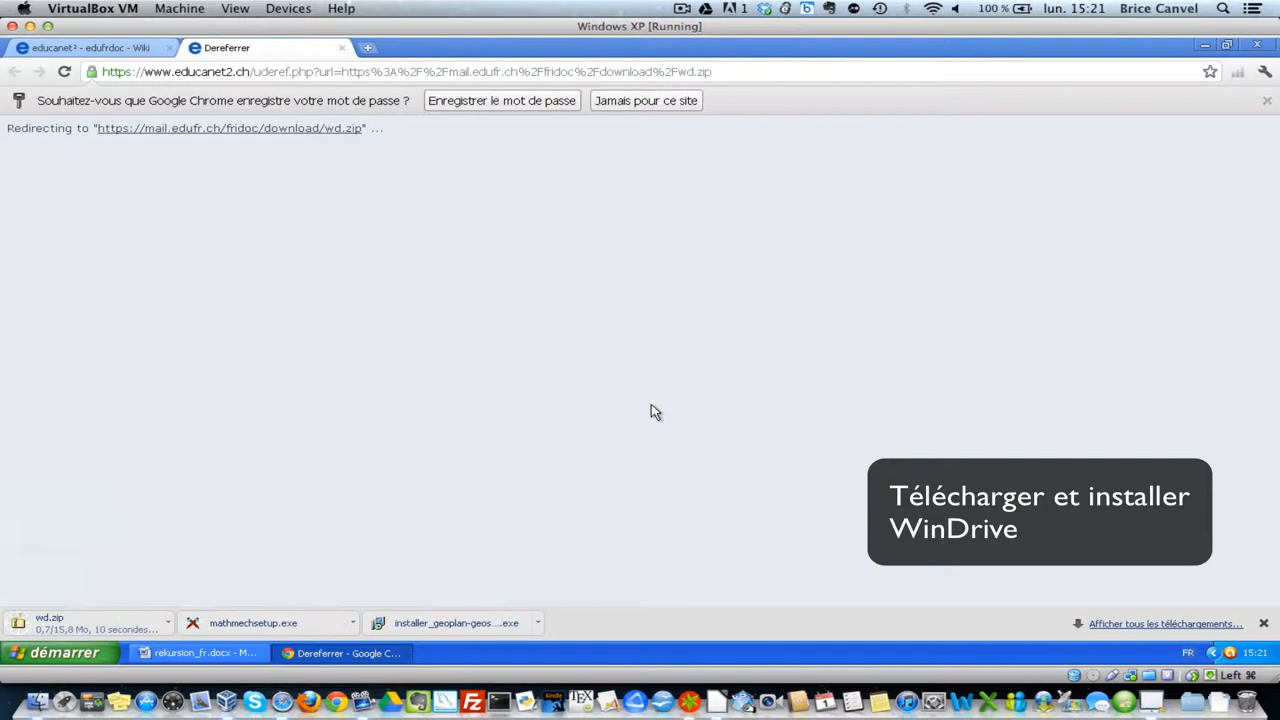 VirtualBox VM Machine View Devices Help
1 100 % lun. 15:21 Brice Canvel
Windows XP [Running]
educanet² - edufrdoc - Wiki
Dereferrer
https://www.educanet2.ch/uderef.php?url=https%3A%2F%2Fmail.edufr.ch%2Ffridoc%2Fdownload%2Fwd.zip
Souhaitez-vous que Google Chrome enregistre votre mot de passe ? Enregistrer le mot de passe Jamais pour ce site
Redirecting to "https://mail.edufr.ch/fridoc/download/wd.zip" ...
Télécharger et installer
WinDrive
wd.zip
0,7/15,8 Mo, 10 secondes...
mathmechsetup.exe
installer_geoplan-geos....exe
Afficher tous les téléchargements...
démarrer
rekursion_fr.docx - M...
Dereferrer - Google C...
FR
15:21
Left ⌘